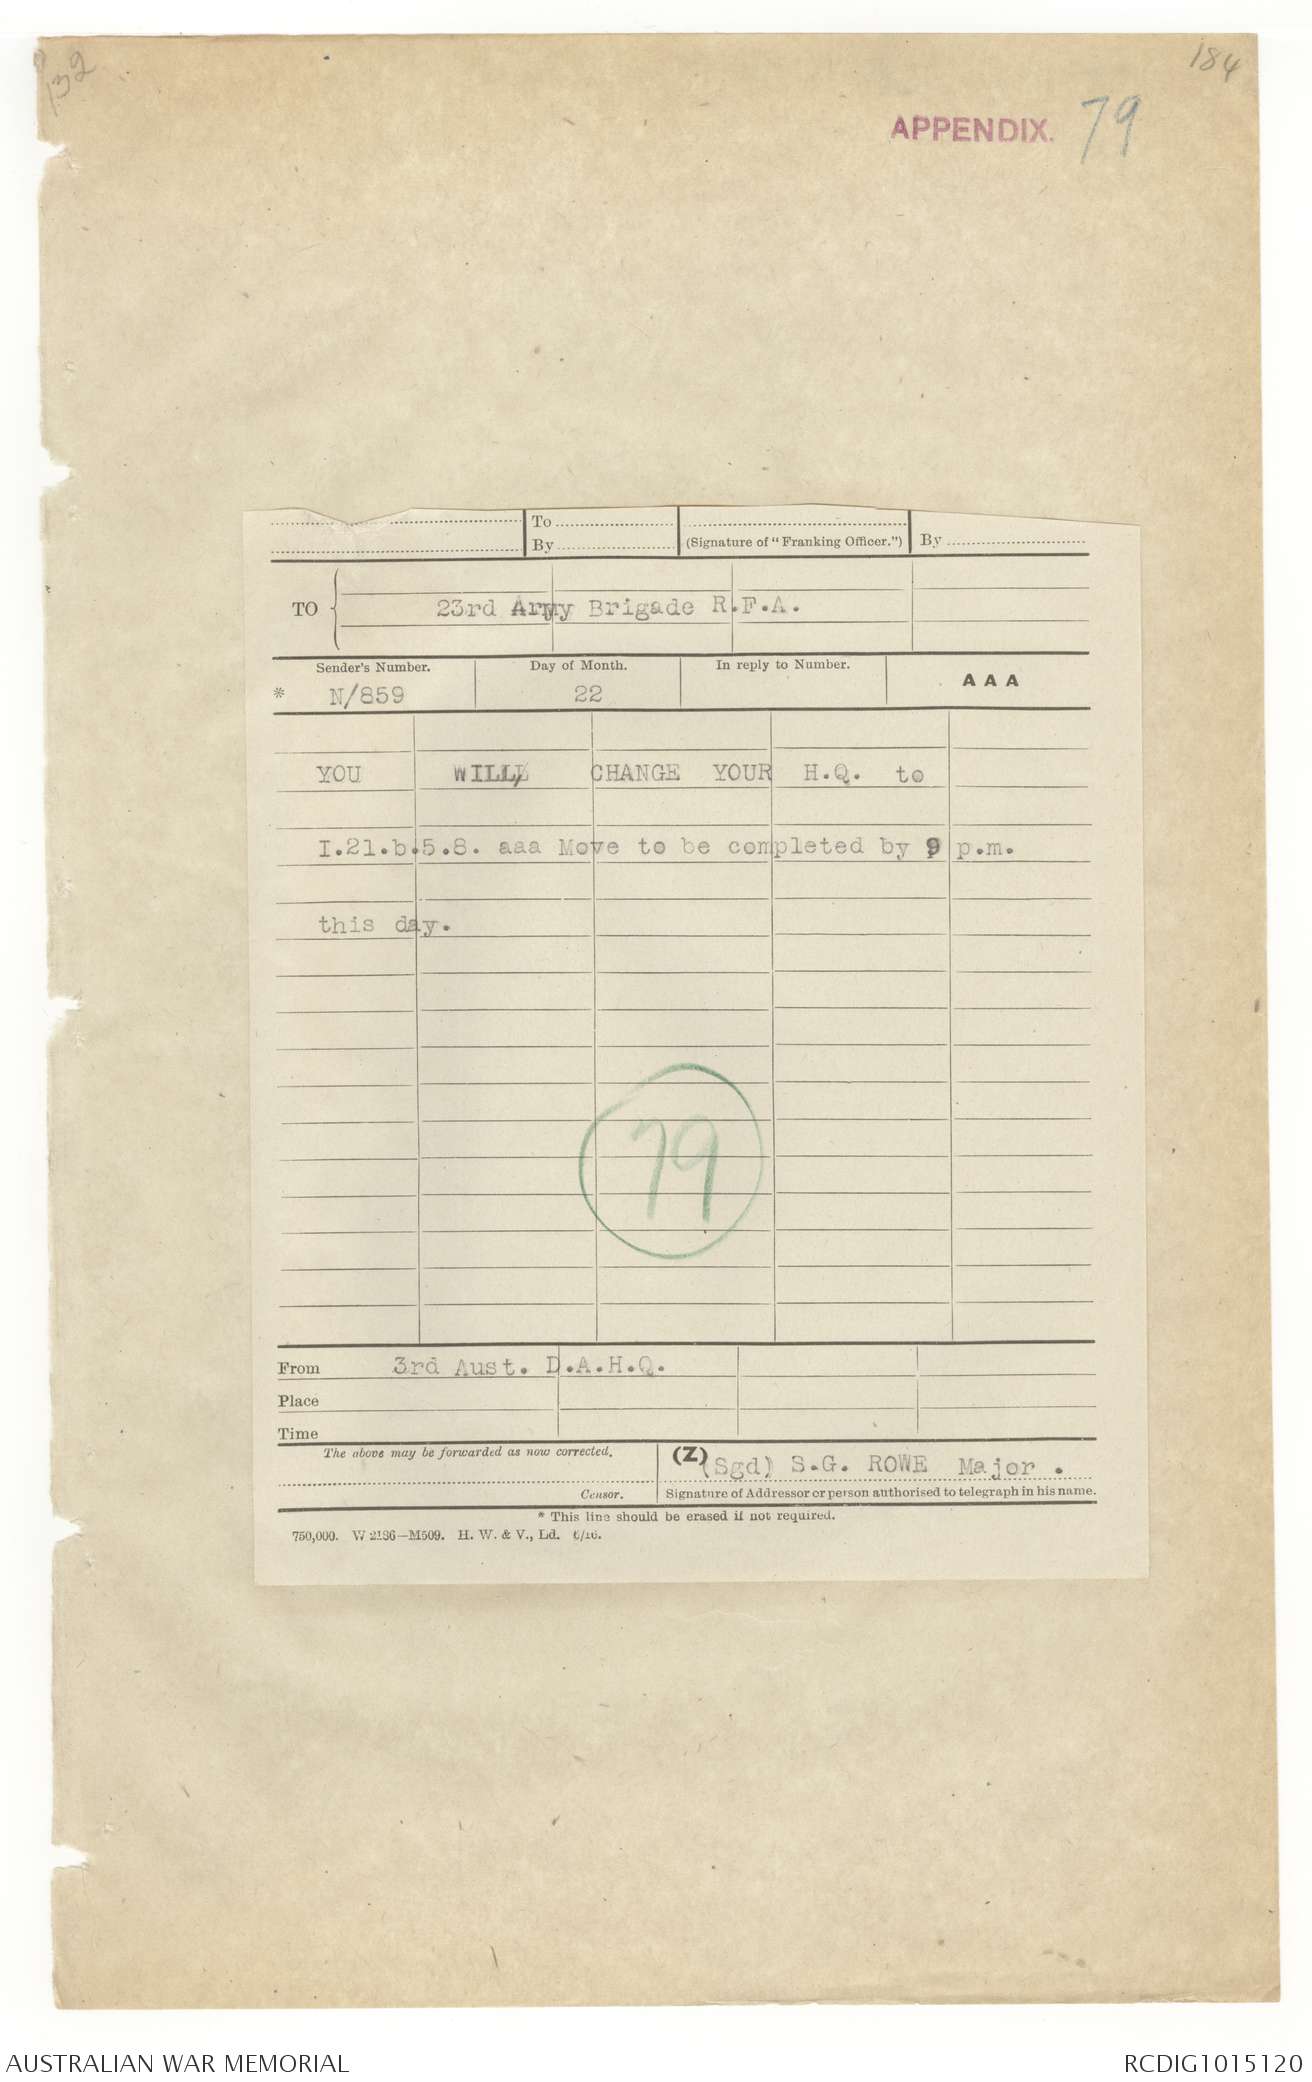 132
184
APPENDIX. 79
To
By
(Signature of "Franking Officer.")
By
TO
23rd Army Brigade R.F.A.
Sender's Number.
Day of Month.
In reply to Number.
AAA
* N/859
22
YOU WILL CHANGE YOUR H.Q. to
I.21.b.5.8. aaa Move to be completed by 9 p.m.
this day.
79
From 3rd Aust. D.A.H.Q.
Place
Time
The above may be forwarded as now corrected.
(Z) (Sgd) S.G. ROWE Major .
Censor.
Signature of Addressor or person authorised to telegraph in his name.
* This line should be erased if not required.
750,000. W 2186—M509. H. W. & V., Ld. 6/16.
AUSTRALIAN WAR MEMORIAL
RCDIG1015120